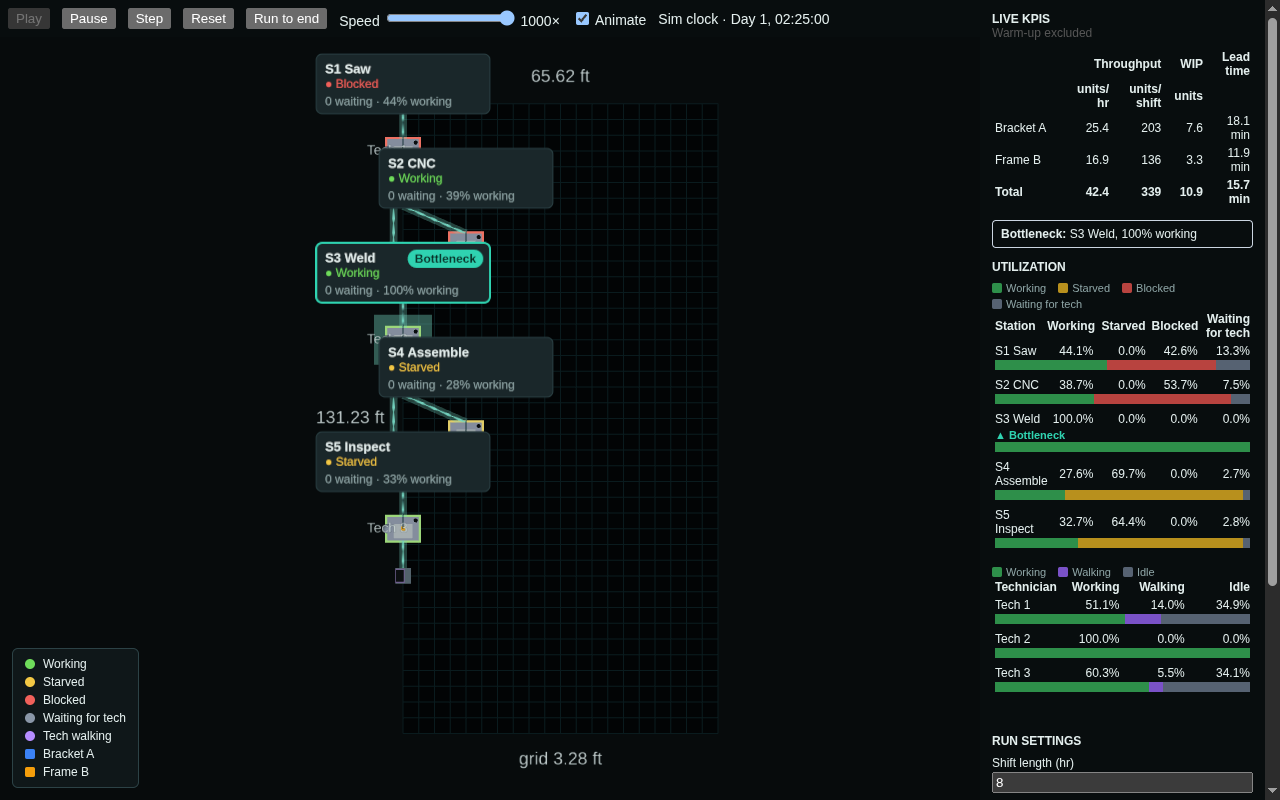 Play Pause Step Reset Run to end Speed 1000× Animate Sim clock · Day 1, 02:25:00
S1 Saw
Blocked
0 waiting · 44% working
65.62 ft
S2 CNC
Working
0 waiting · 39% working
S3 Weld Bottleneck
Working
0 waiting · 100% working
S4 Assemble
Starved
0 waiting · 28% working
131.23 ft
S5 Inspect
Starved
0 waiting · 33% working
grid 3.28 ft
Working
Starved
Blocked
Waiting for tech
Tech walking
Bracket A
Frame B
LIVE KPIS
Warm-up excluded
Throughput WIP Lead time
units/hr units/shift units
Bracket A 25.4 203 7.6 18.1 min
Frame B 16.9 136 3.3 11.9 min
Total 42.4 339 10.9 15.7 min
Bottleneck: S3 Weld, 100% working
UTILIZATION
Working Starved Blocked
Waiting for tech
Station Working Starved Blocked Waiting for tech
S1 Saw 44.1% 0.0% 42.6% 13.3%
S2 CNC 38.7% 0.0% 53.7% 7.5%
S3 Weld 100.0% 0.0% 0.0% 0.0%
▲ Bottleneck
S4 Assemble 27.6% 69.7% 0.0% 2.7%
S5 Inspect 32.7% 64.4% 0.0% 2.8%
Working Walking Idle
Technician Working Walking Idle
Tech 1 51.1% 14.0% 34.9%
Tech 2 100.0% 0.0% 0.0%
Tech 3 60.3% 5.5% 34.1%
RUN SETTINGS
Shift length (hr)
8